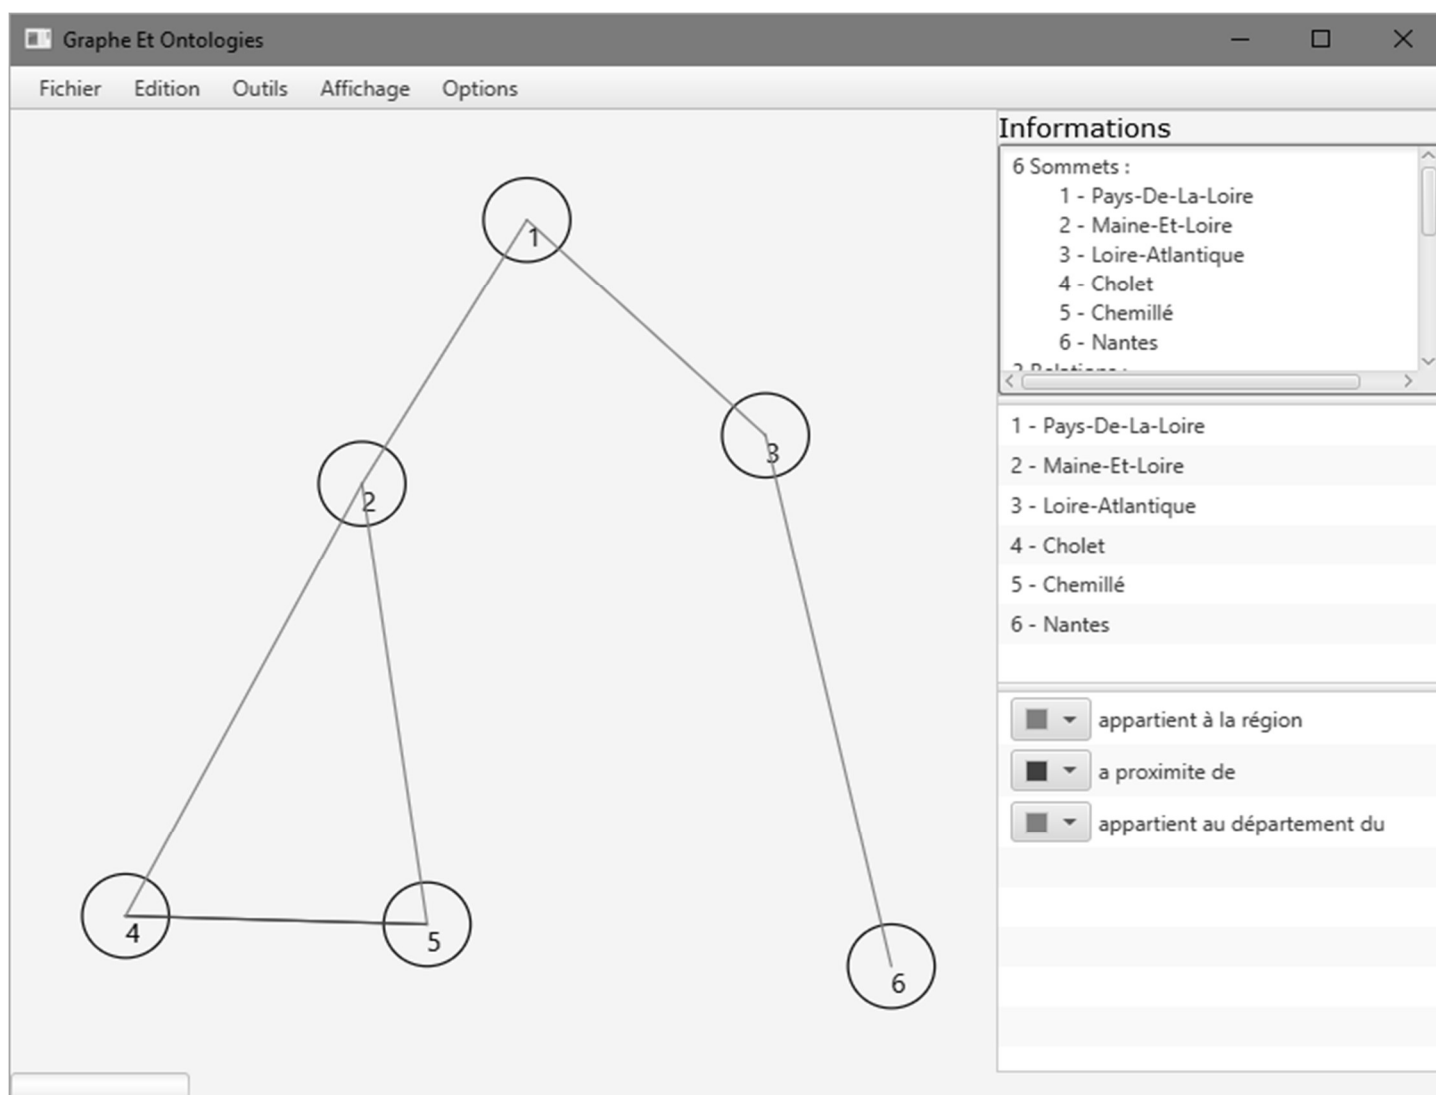 Graphe Et Ontologies
Fichier Edition Outils Affichage Options
Informations
6 Sommets :
1 - Pays-De-La-Loire
2 - Maine-Et-Loire
3 - Loire-Atlantique
4 - Cholet
5 - Chemillé
6 - Nantes
Relations :
1 - Pays-De-La-Loire
2 - Maine-Et-Loire
3 - Loire-Atlantique
4 - Cholet
5 - Chemillé
6 - Nantes
appartient à la région
a proximite de
appartient au département du
1
2
3
4
5
6